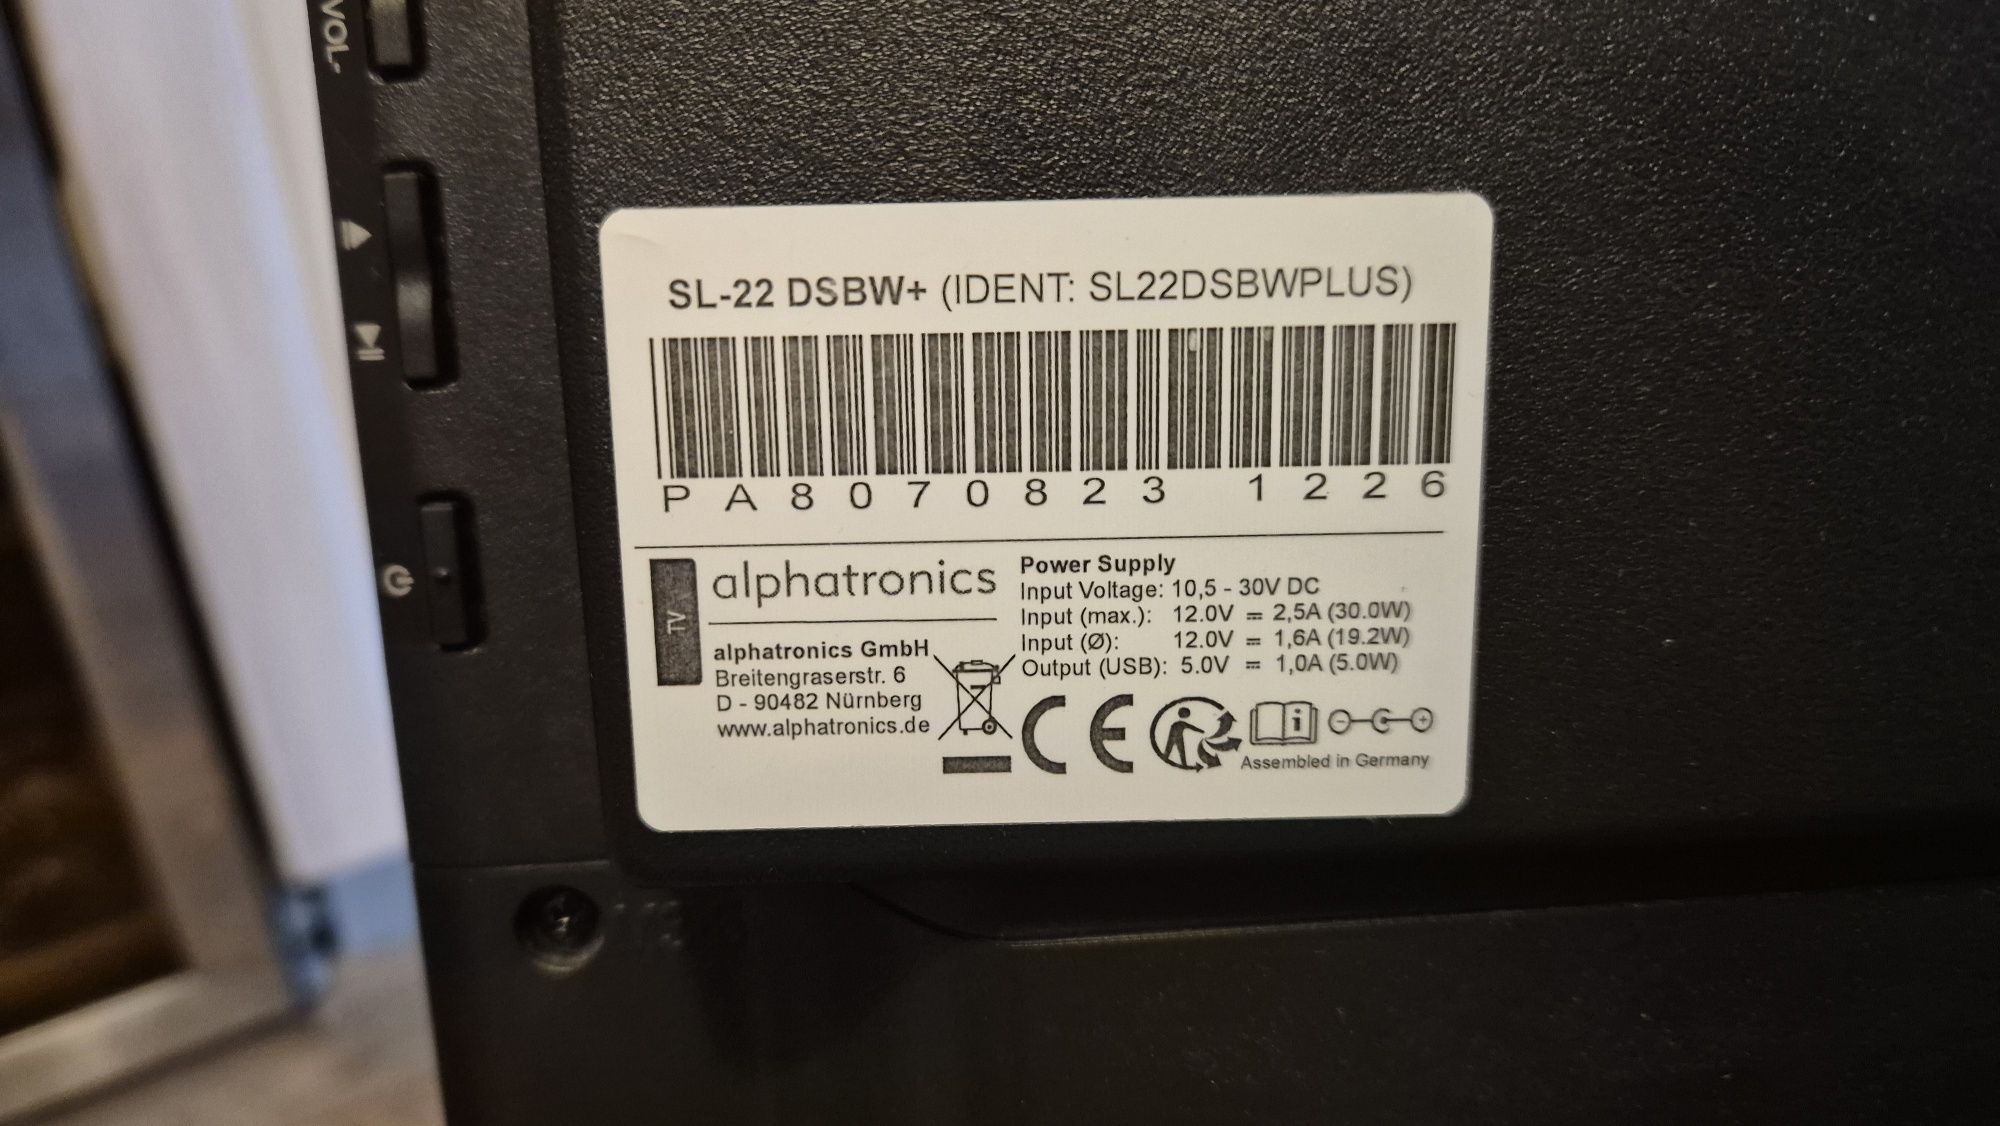 VOL-
SL-22 DSBW+ (IDENT: SL22DSBWPLUS)
PA8070823 1226
TV
alphatronics
alphatronics GmbH
Breitengraserstr. 6
D - 90482 Nürnberg
www.alphatronics.de
Power Supply
Input Voltage: 10,5 - 30V DC
Input (max.): 12.0V ⎓ 2,5A (30.0W)
Input (Ø): 12.0V ⎓ 1,6A (19.2W)
Output (USB): 5.0V ⎓ 1,0A (5.0W)
CE
Assembled in Germany